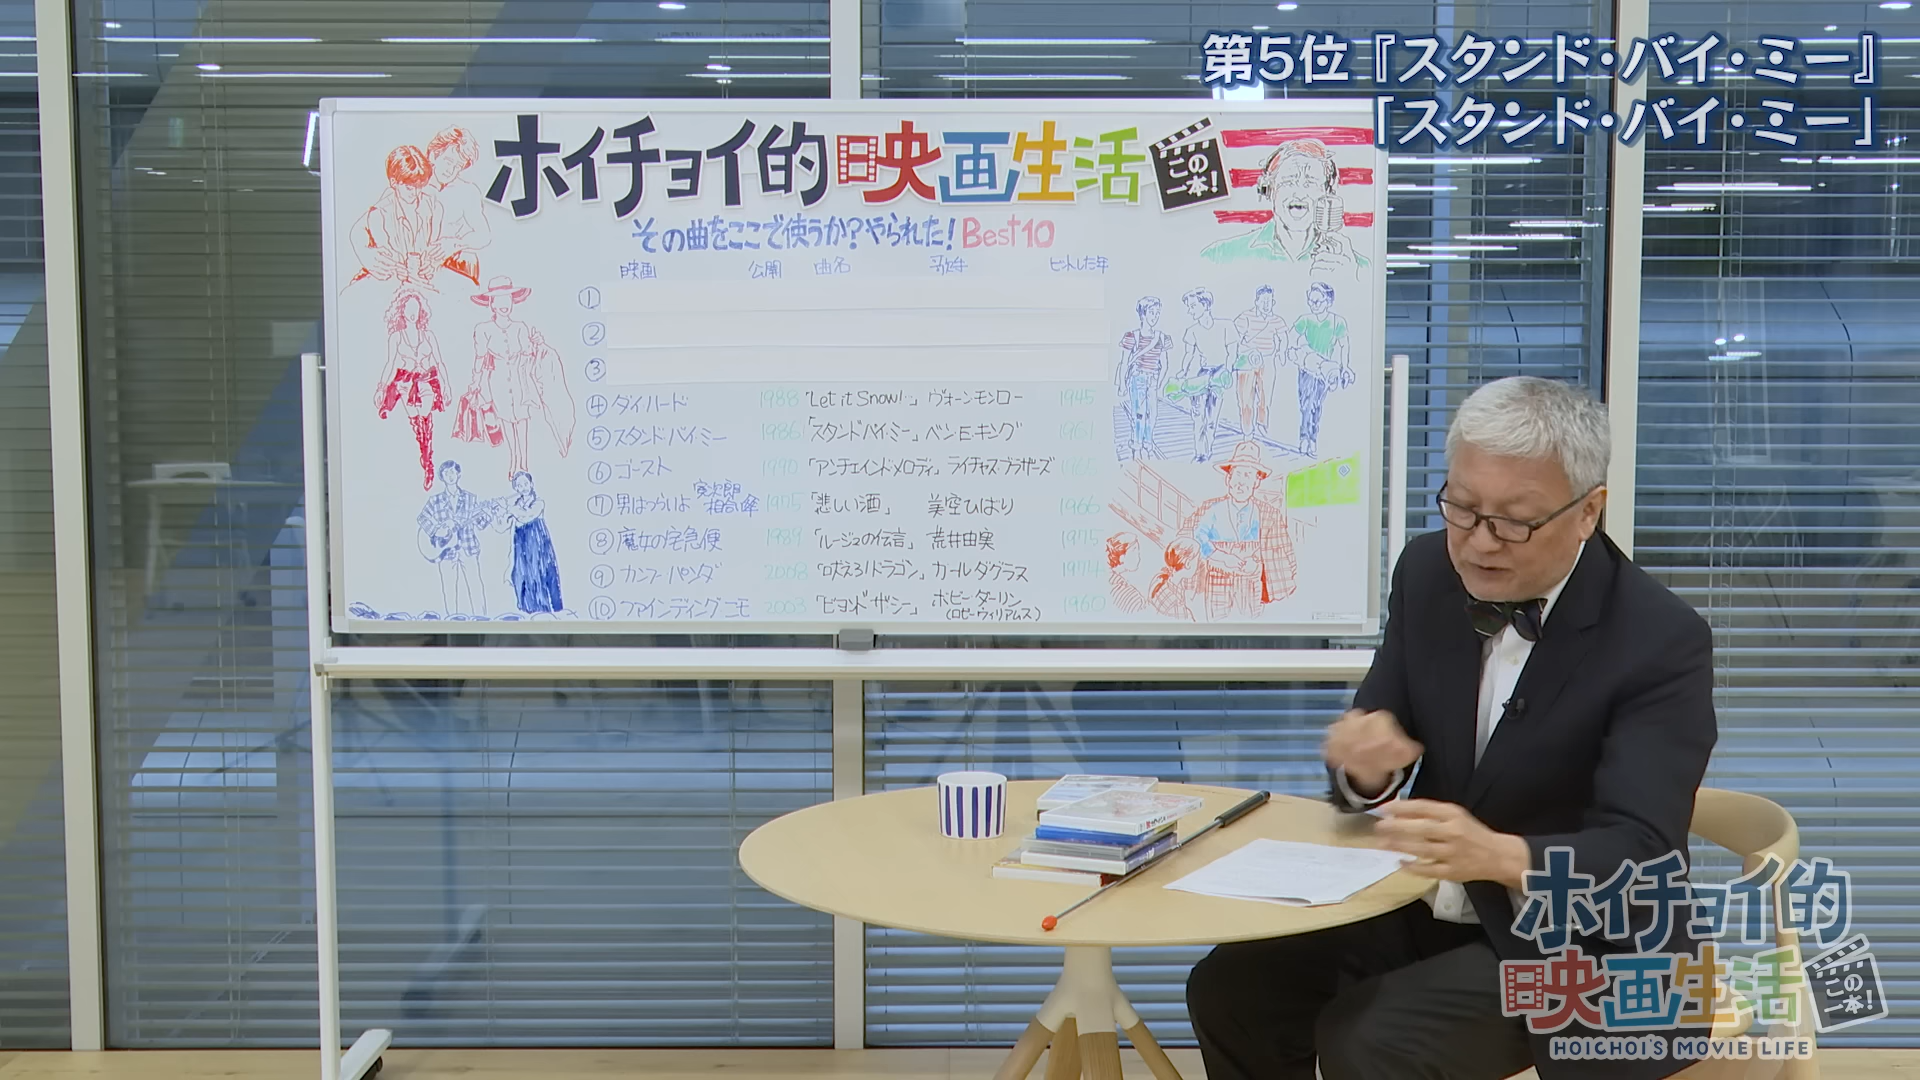 第5位『スタンド・バイ・ミー』
「スタンド・バイ・ミー」
ホイチョイ的映画生活 この一本!
その曲をここで使うか?やられた! Best10
映画 公開 曲名 歌手 ヒットした年
①
②
③
④ ダイハード 1988 「Let it Snow!…」 ヴォーンモンロー 1945
⑤ スタンドバイ・ミー 1986 「スタンドバイ・ミー」 ベン・E・キング 1961
⑥ ゴースト 1990 「アンチェインド・メロディ」 ライチャス・ブラザーズ
⑦ 男はつらいよ 寅次郎相合傘 「悲しい酒」 美空ひばり 1966
⑧ 魔女の宅急便 1989 「ルージュの伝言」 荒井由実 1975
⑨ カンフーパンダ 2008 「吠えろ!ドラゴン」 カールダグラス 1974
⑩ ファインディングニモ 2003 「ビヨンド・ザ・シー」 ボビーダーリン 1960
(ロビーウィリアムス)
ホイチョイ的
映画生活 この一本!
HOICHOI'S MOVIE LIFE